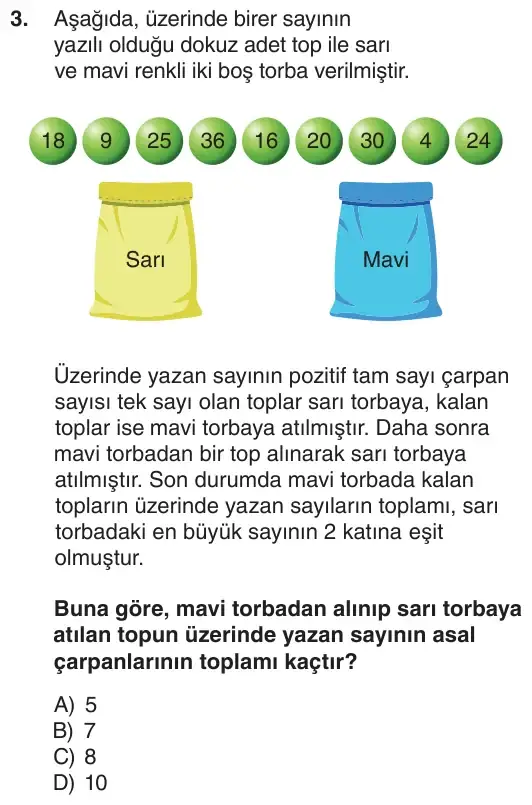 3. Aşağıda, üzerinde birer sayının
yazılı olduğu dokuz adet top ile sarı
ve mavi renkli iki boş torba verilmiştir.
18 9 25 36 16 20 30 4 24
Sarı Mavi
Üzerinde yazan sayının pozitif tam sayı çarpan
sayısı tek sayı olan toplar sarı torbaya, kalan
toplar ise mavi torbaya atılmıştır. Daha sonra
mavi torbadan bir top alınarak sarı torbaya
atılmıştır. Son durumda mavi torbada kalan
topların üzerinde yazan sayıların toplamı, sarı
torbadaki en büyük sayının 2 katına eşit
olmuştur.
Buna göre, mavi torbadan alınıp sarı torbaya
atılan topun üzerinde yazan sayının asal
çarpanlarının toplamı kaçtır?
A) 5
B) 7
C) 8
D) 10